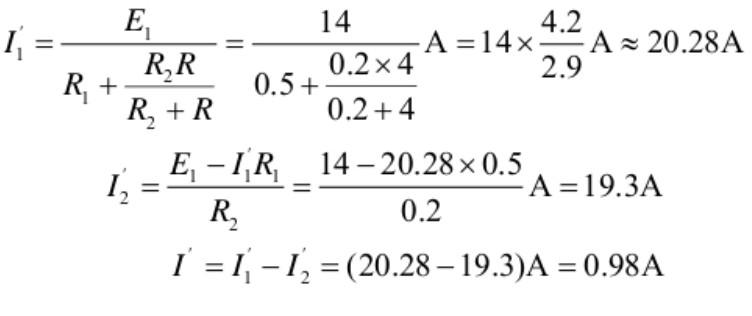 I₁′ = E₁ / (R₁ + R₂R / (R₂ + R)) = 14 / (0.5 + (0.2 × 4) / (0.2 + 4)) A = 14 × 4.2 / 2.9 A ≈ 20.28A
I₂′ = (E₁ − I₁′R₁) / R₂ = (14 − 20.28 × 0.5) / 0.2 A = 19.3A
I′ = I₁′ − I₂′ = (20.28 − 19.3)A = 0.98A